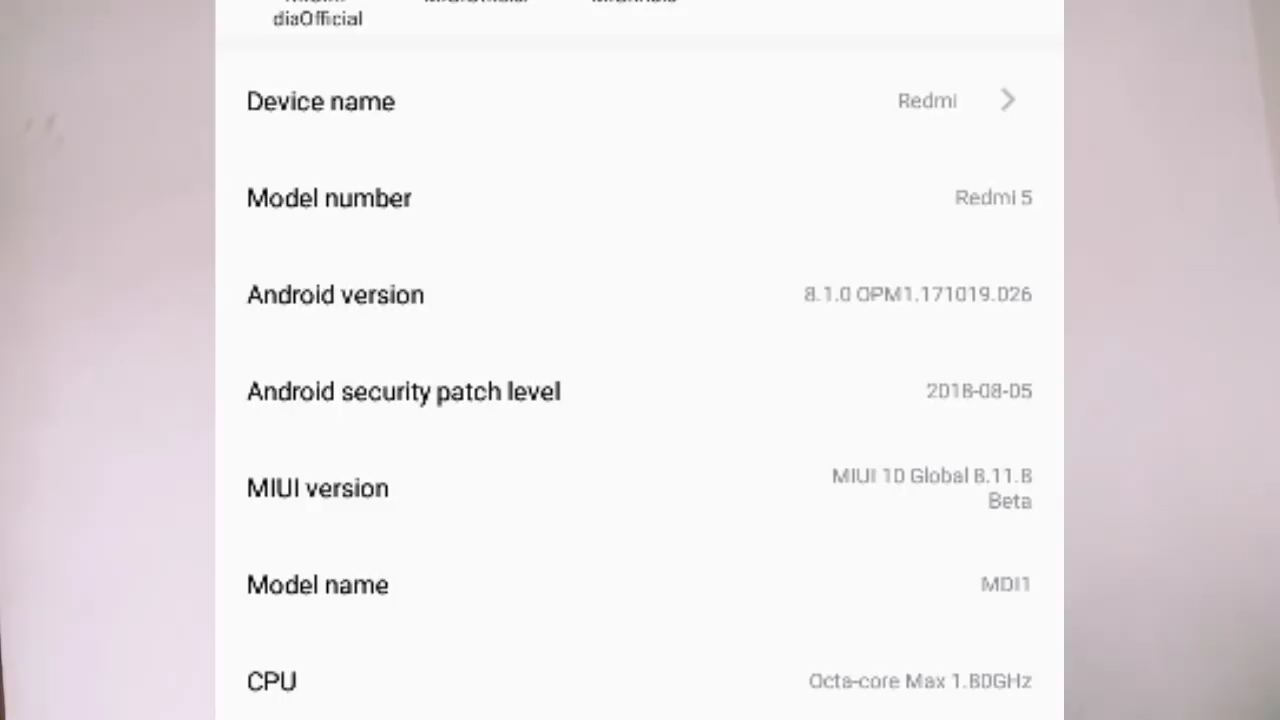 diaOfficial
Device name
Redmi
Model number
Redmi 5
Android version
8.1.0 OPM1.171019.026
Android security patch level
2018-08-05
MIUI version
MIUI 10 Global 8.11.8
Beta
Model name
MDI1
CPU
Octa-core Max 1.80GHz